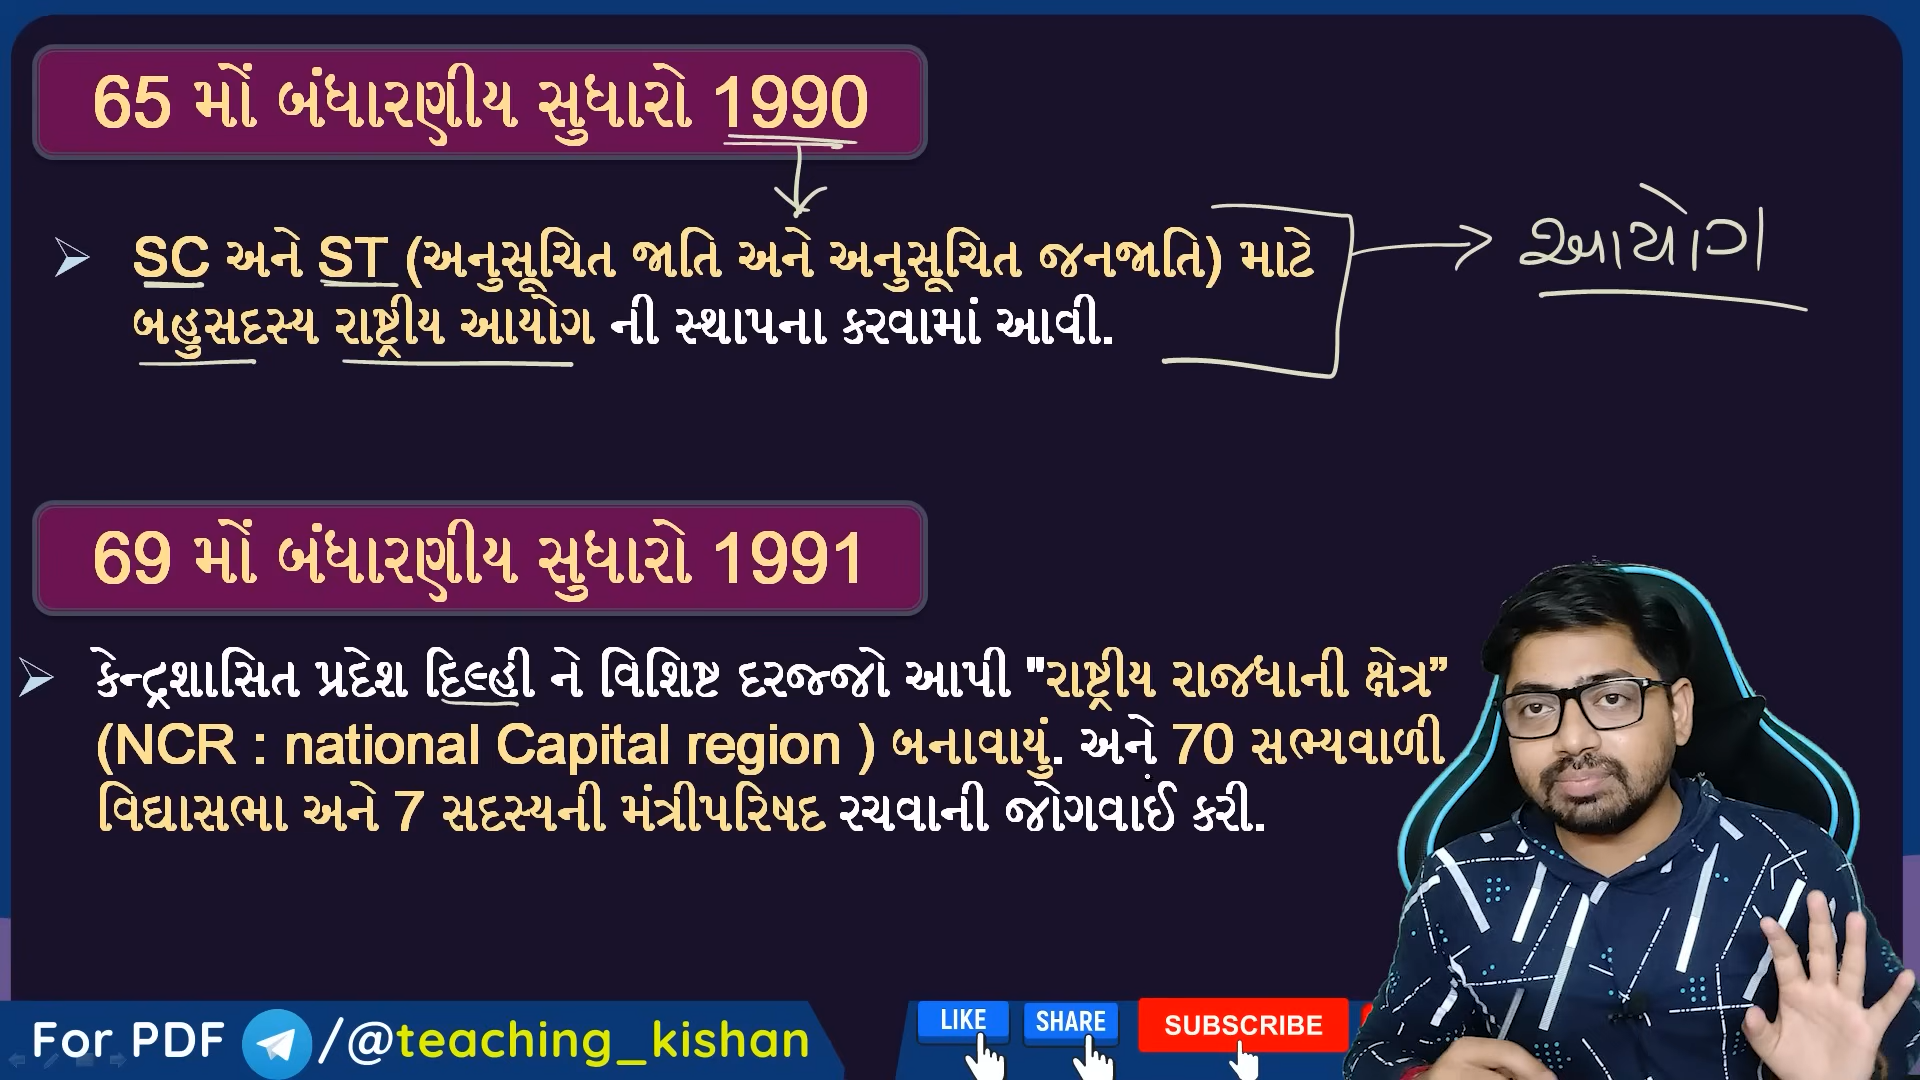 65 મોં બંધારણીય સુધારો 1990
SC અને ST (અનુસૂચિત જાતિ અને અનુસૂચિત જનજાતિ) માટે
બહુસદસ્ય રાષ્ટ્રીય આયોગ ની સ્થાપના કરવામાં આવી.
આયોગ
69 મોં બંધારણીય સુધારો 1991
કેન્દ્રશાસિત પ્રદેશ દિલ્હી ને વિશિષ્ટ દરજ્જો આપી "રાષ્ટ્રીય રાજધાની ક્ષેત્ર”
(NCR : national Capital region ) બનાવાયું. અને 70 સભ્યવાળી
વિદ્યાસભા અને 7 સદસ્યની મંત્રીપરિષદ રચવાની જોગવાઈ કરી.
For PDF /@teaching_kishan
LIKE SHARE SUBSCRIBE